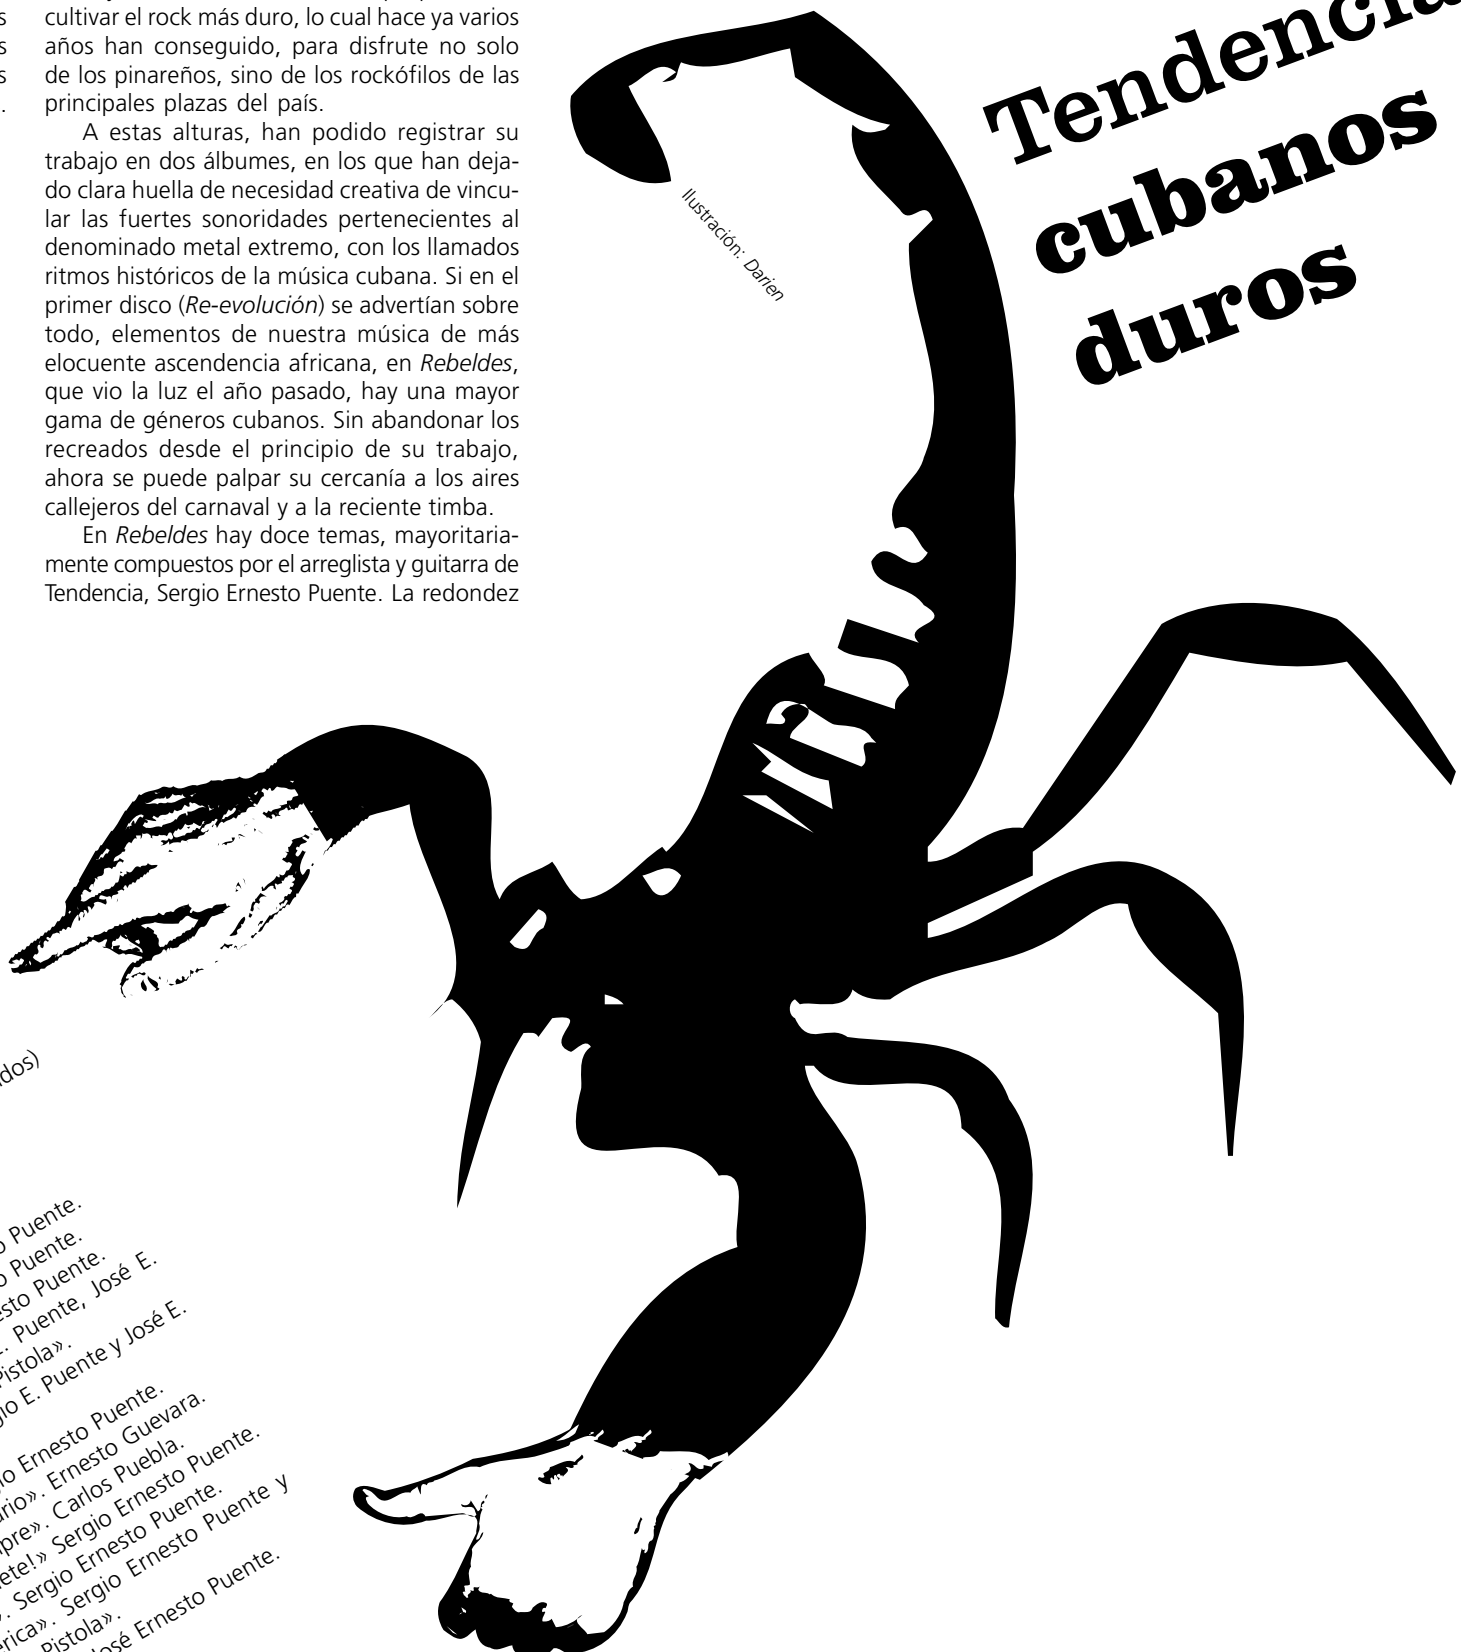 cultivar el rock más duro, lo cual hace ya varios
años han conseguido, para disfrute no solo
de los pinareños, sino de los rockófilos de las
principales plazas del país.
A estas alturas, han podido registrar su
trabajo en dos álbumes, en los que han deja-
do clara huella de necesidad creativa de vincu-
lar las fuertes sonoridades pertenecientes al
denominado metal extremo, con los llamados
ritmos históricos de la música cubana. Si en el
primer disco (Re-evolución) se advertían sobre
todo, elementos de nuestra música de más
elocuente ascendencia africana, en Rebeldes,
que vio la luz el año pasado, hay una mayor
gama de géneros cubanos. Sin abandonar los
recreados desde el principio de su trabajo,
ahora se puede palpar su cercanía a los aires
callejeros del carnaval y a la reciente timba.
En Rebeldes hay doce temas, mayoritaria-
mente compuestos por el arreglista y guitarra de
Tendencia, Sergio Ernesto Puente. La redondez
Ilustración: Darien
Tendencia
cubanos
duros
dos)
o Puente.
o Puente.
esto Puente.
. Puente, José E.
Pistola».
gio E. Puente y José E.
io Ernesto Puente.
ario». Ernesto Guevara.
pre». Carlos Puebla.
ete!» Sergio Ernesto Puente.
». Sergio Ernesto Puente.
erica». Sergio Ernesto Puente y
Pistola».
José Ernesto Puente.